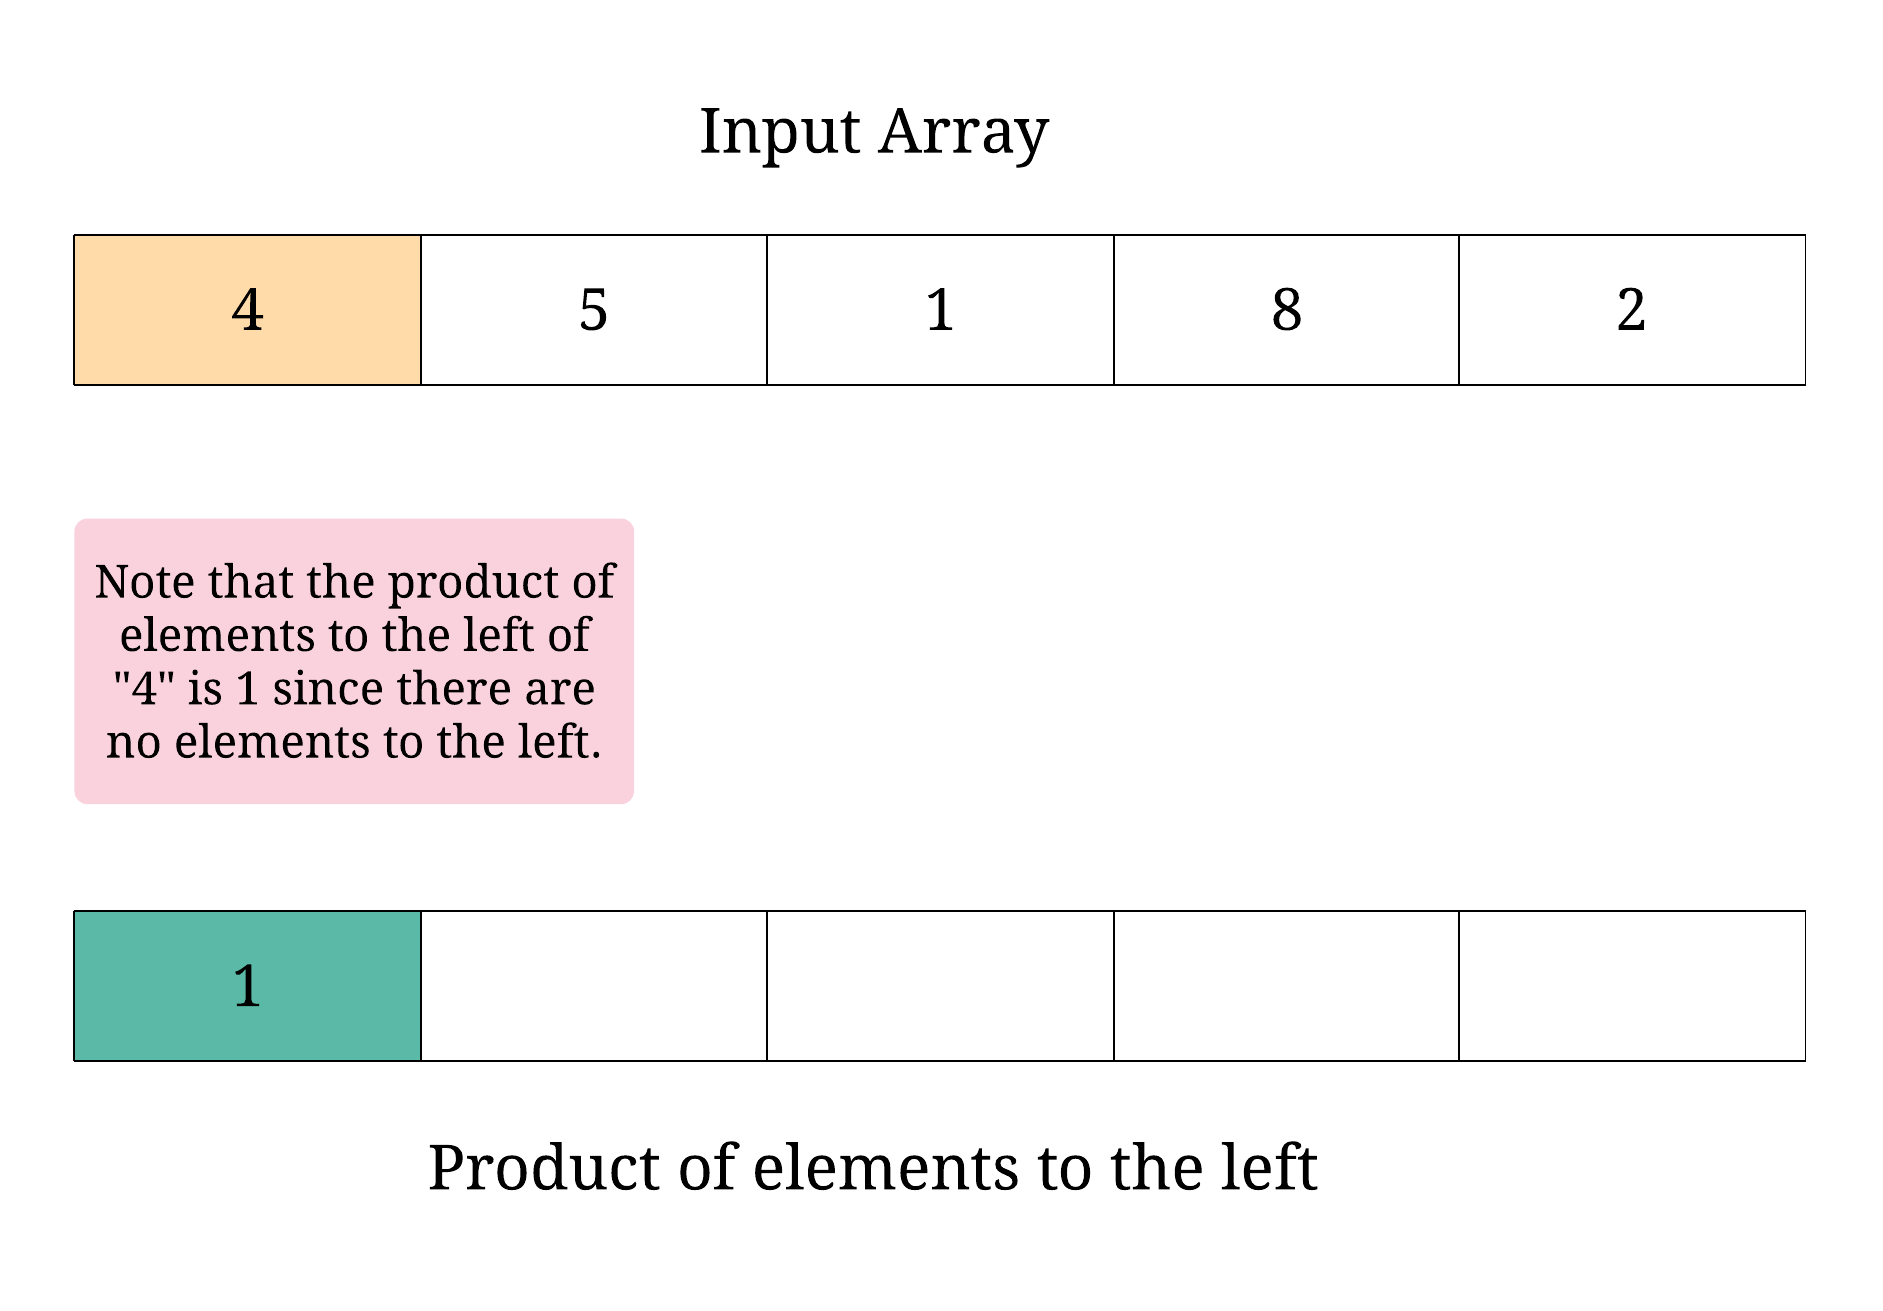 Input Array
4 5 1 8 2
Note that the product of
elements to the left of
"4" is 1 since there are
no elements to the left.
1
Product of elements to the left